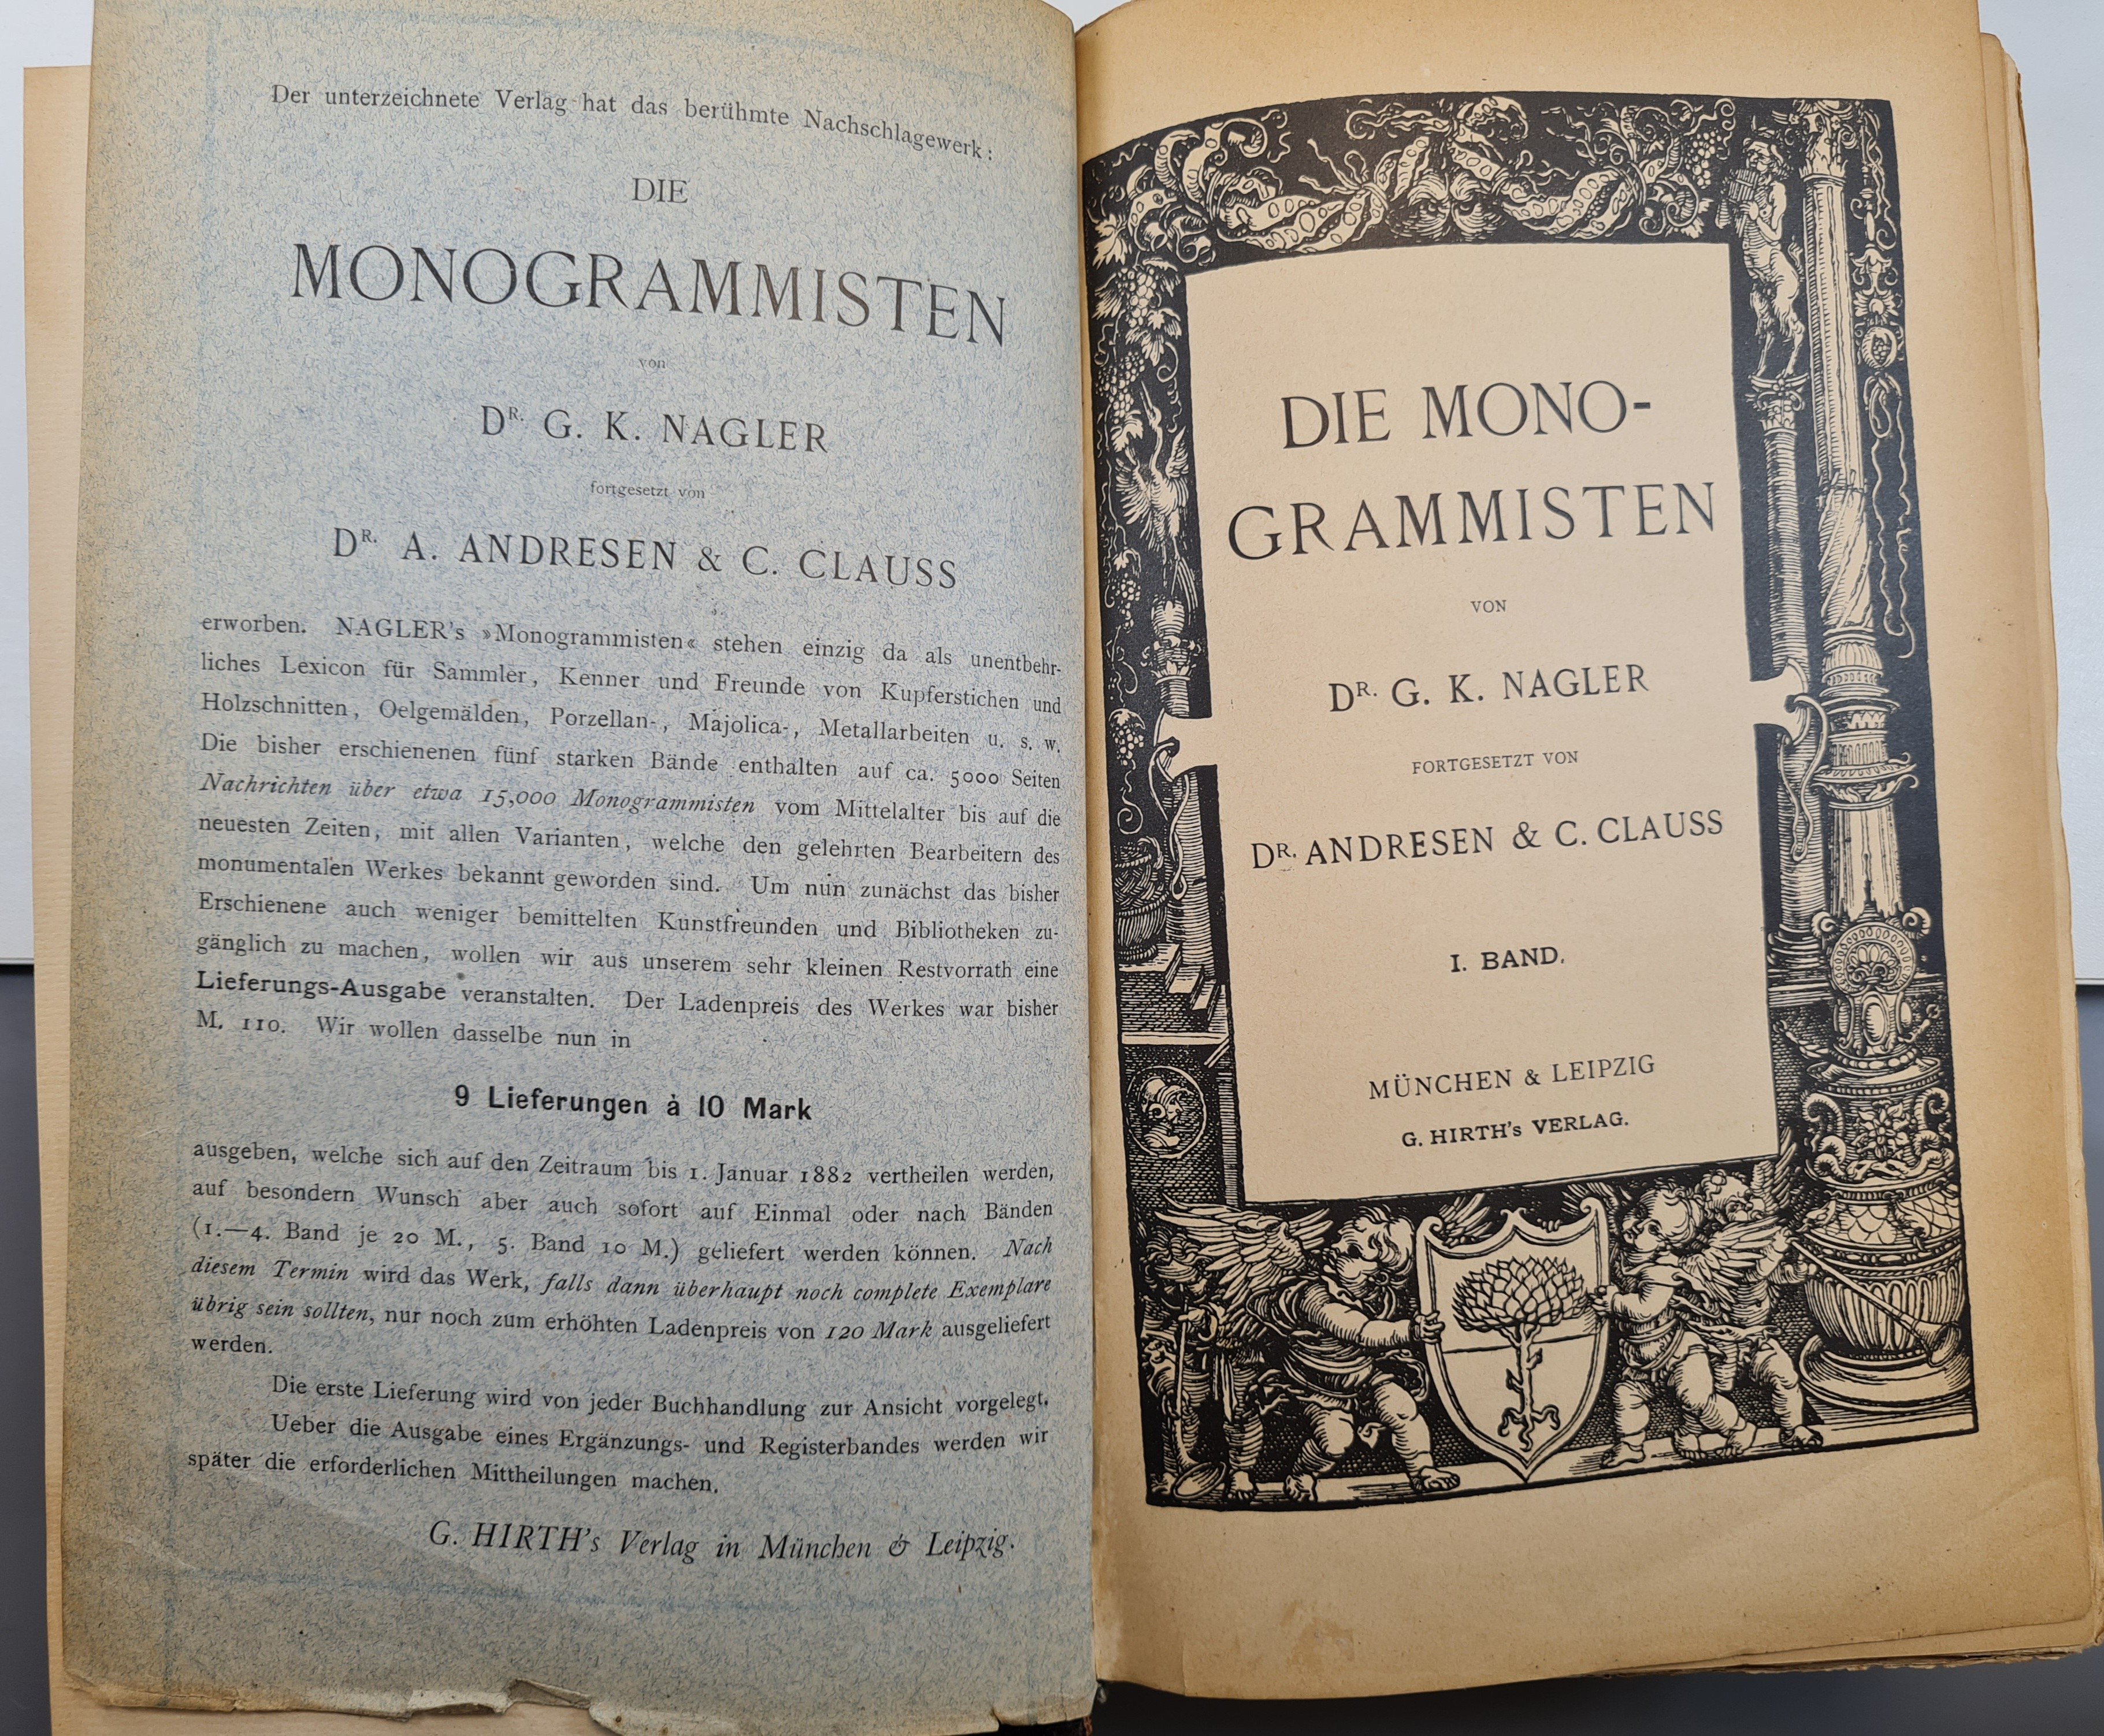 Der unterzeichnete Verlag hat das berühmte Nachschlagewerk:
DIE
MONOGRAMMISTEN
von
DR. G. K. NAGLER
fortgesetzt von
DR. A. ANDRESEN & C. CLAUSS
erworben. NAGLER's »Monogrammisten« stehen einzig da als unentbehr-
liches Lexicon für Sammler, Kenner und Freunde von Kupferstichen und
Holzschnitten, Oelgemälden, Porzellan-, Majolica-, Metallarbeiten u. s. w.
Die bisher erschienenen fünf starken Bände enthalten auf ca. 5000 Seiten
Nachrichten über etwa 15,000 Monogrammisten vom Mittelalter bis auf die
neuesten Zeiten, mit allen Varianten, welche den gelehrten Bearbeitern des
monumentalen Werkes bekannt geworden sind. Um nun zunächst das bisher
Erschienene auch weniger bemittelten Kunstfreunden und Bibliotheken zu-
gänglich zu machen, wollen wir aus unserem sehr kleinen Restvorrath eine
Lieferungs-Ausgabe veranstalten. Der Ladenpreis des Werkes war bisher
M. 110. Wir wollen dasselbe nun in
9 Lieferungen à 10 Mark
ausgeben, welche sich auf den Zeitraum bis 1. Januar 1882 vertheilen werden,
auf besondern Wunsch aber auch sofort auf Einmal oder nach Bänden
(1.—4. Band je 20 M., 5. Band 10 M.) geliefert werden können. Nach
diesem Termin wird das Werk, falls dann überhaupt noch complete Exemplare
übrig sein sollten, nur noch zum erhöhten Ladenpreis von 120 Mark ausgeliefert
werden.
Die erste Lieferung wird von jeder Buchhandlung zur Ansicht vorgelegt.
Ueber die Ausgabe eines Ergänzungs- und Registerbandes werden wir
später die erforderlichen Mittheilungen machen.
G. HIRTH's Verlag in München & Leipzig.
DIE MONO-
GRAMMISTEN
VON
DR. G. K. NAGLER
FORTGESETZT VON
DR. ANDRESEN & C. CLAUSS
I. BAND.
MÜNCHEN & LEIPZIG
G. HIRTH's VERLAG.